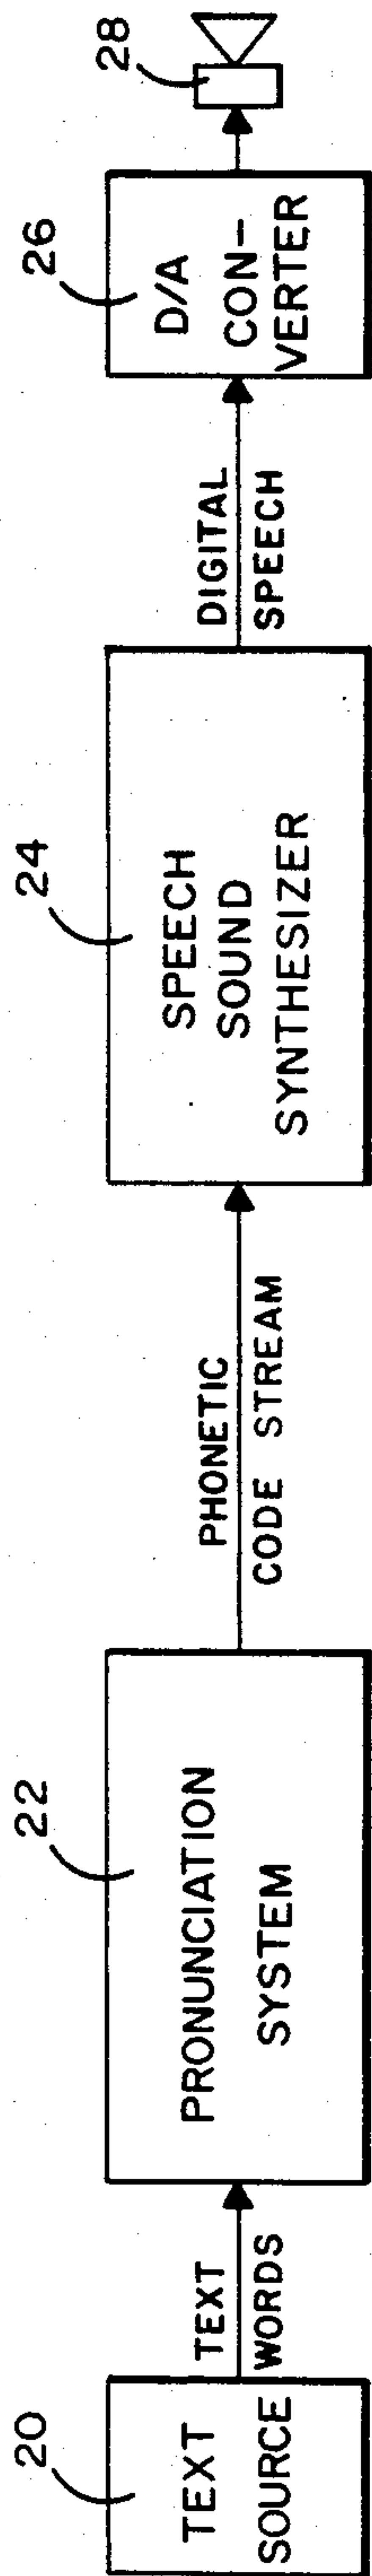 20
TEXT
SOURCE
TEXT
WORDS
22
PRONUNCIATION
SYSTEM
PHONETIC
CODE STREAM
24
SPEECH
SOUND
SYNTHESIZER
DIGITAL
SPEECH
26
D/A
CON-
VERTER
28